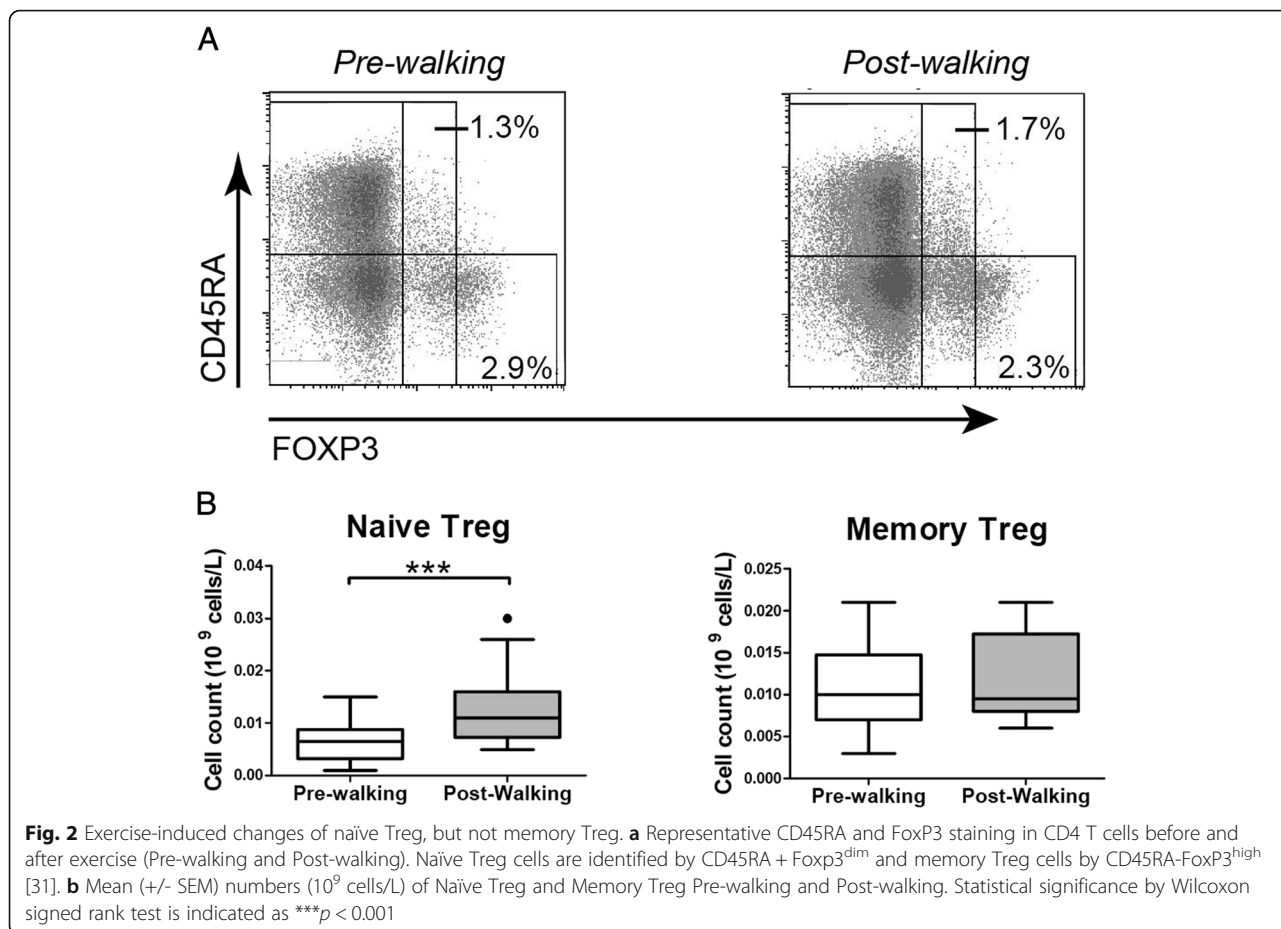 A
Pre-walking
Post-walking
1.3%
1.7%
CD45RA
2.9%
2.3%
FOXP3
B
Naive Treg
Memory Treg
Cell count (10 9 cells/L)
0.04
0.03
0.02
0.01
0.00
***
Pre-walking
Post-Walking
Cell count (10 9 cells/L)
0.025
0.020
0.015
0.010
0.005
0.000
Pre-walking
Post-Walking
Fig. 2 Exercise-induced changes of naïve Treg, but not memory Treg. a Representative CD45RA and FoxP3 staining in CD4 T cells before and
after exercise (Pre-walking and Post-walking). Naïve Treg cells are identified by CD45RA + Foxp3dim and memory Treg cells by CD45RA-FoxP3high
[31]. b Mean (+/- SEM) numbers (10⁹ cells/L) of Naïve Treg and Memory Treg Pre-walking and Post-walking. Statistical significance by Wilcoxon
signed rank test is indicated as ***p < 0.001